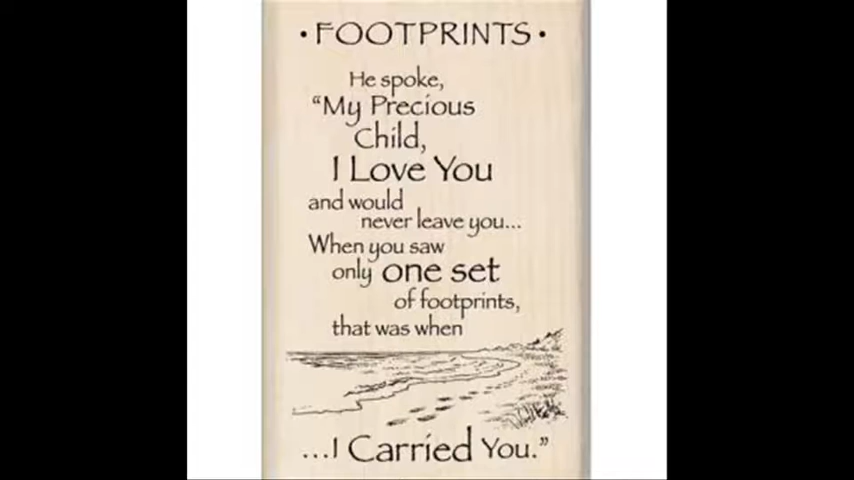 • FOOTPRINTS •
He spoke,
“My Precious
Child,
I Love You
and would
never leave you...
When you saw
only one set
of footprints,
that was when
...I Carried You.”